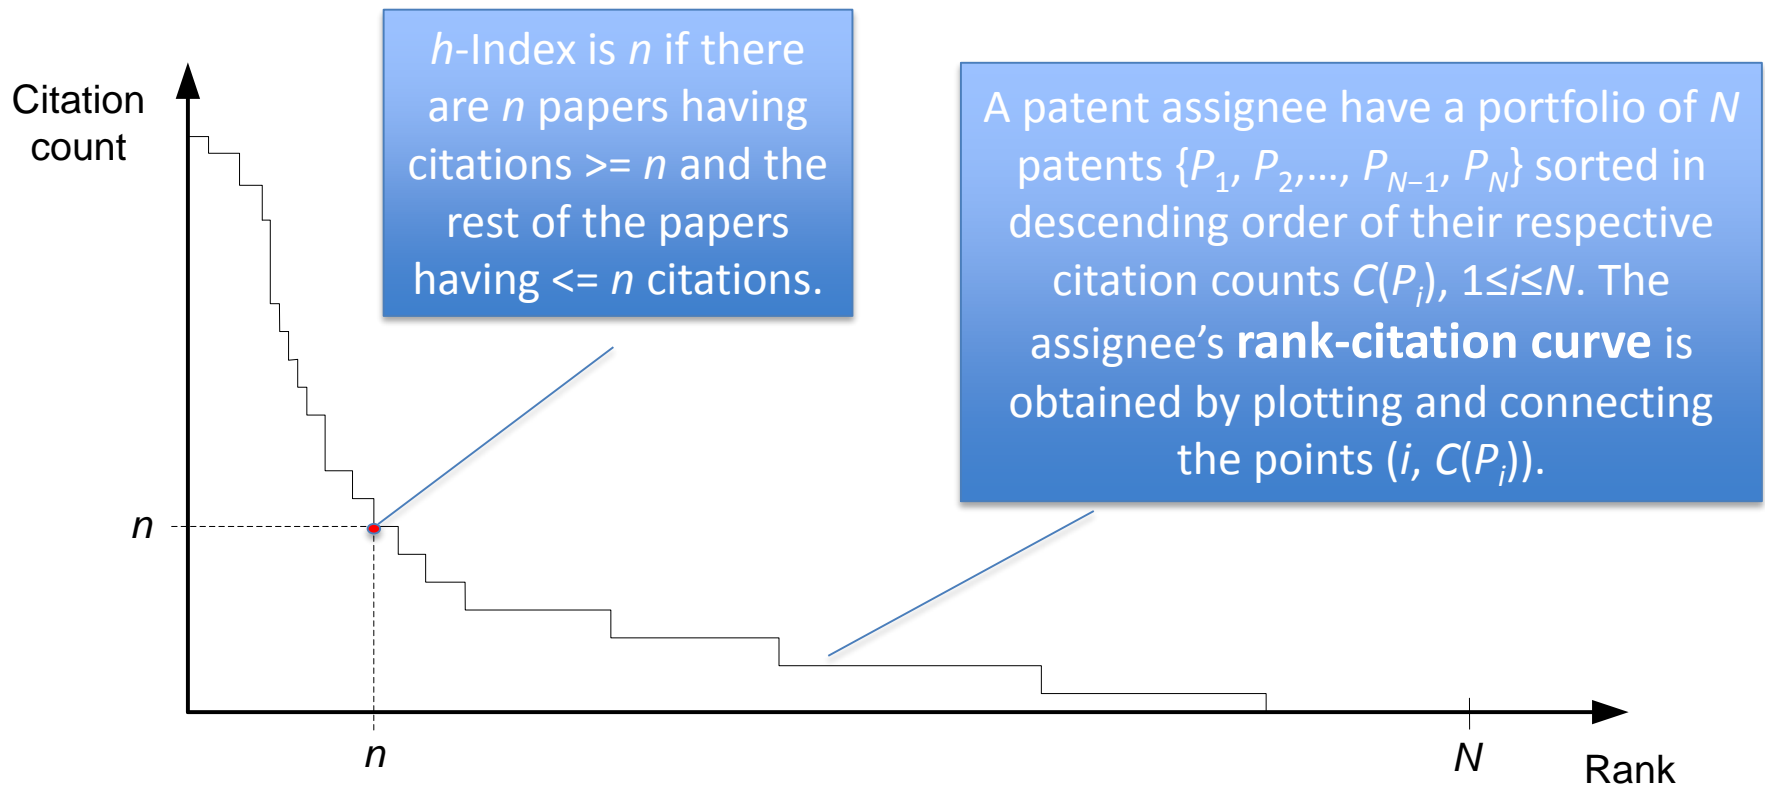 Citation
count
h-Index is n if there
are n papers having
citations >= n and the
rest of the papers
having <= n citations.
A patent assignee have a portfolio of N
patents {P1, P2,…, PN–1, PN} sorted in
descending order of their respective
citation counts C(Pi), 1≤i≤N. The
assignee’s rank-citation curve is
obtained by plotting and connecting
the points (i, C(Pi)).
n
n
N
Rank